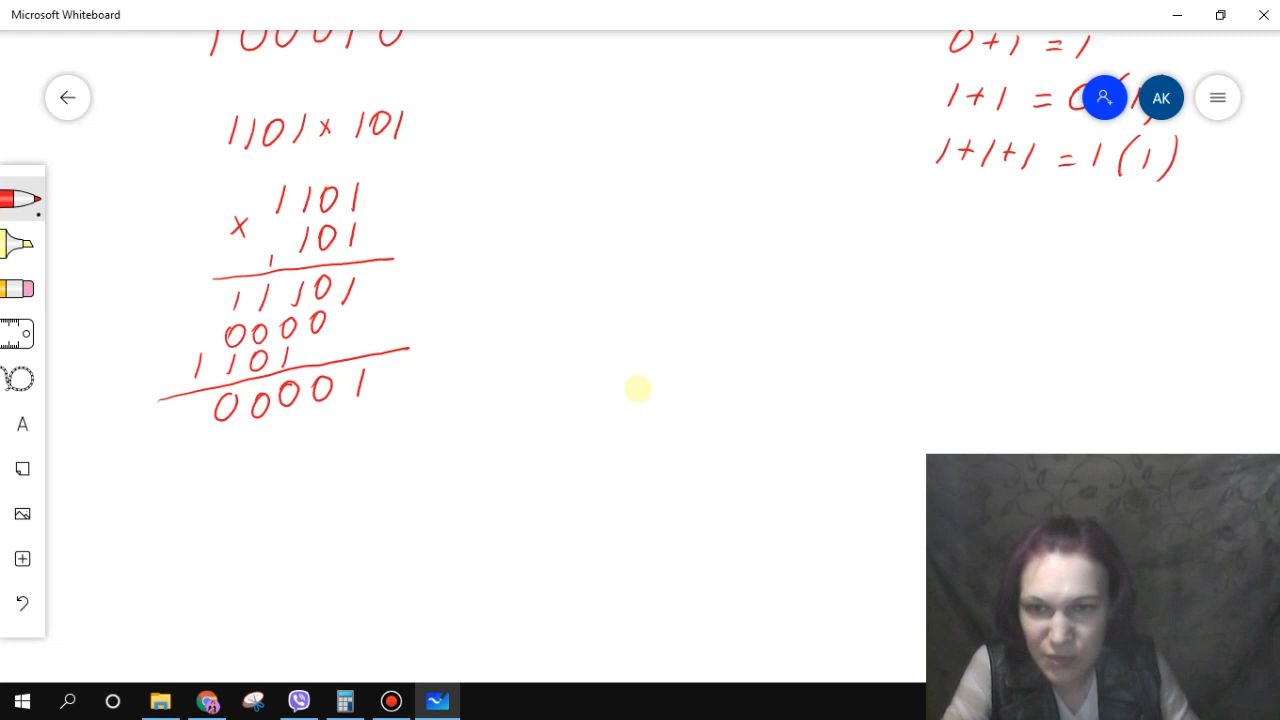 Microsoft Whiteboard
100010
0 + 1 = 1
AK
1 + 1 = 0 (1)
1101 x 101
1+1+1 = 1 (1)
1101
x
101
1
11101
0000
1101
00001
A